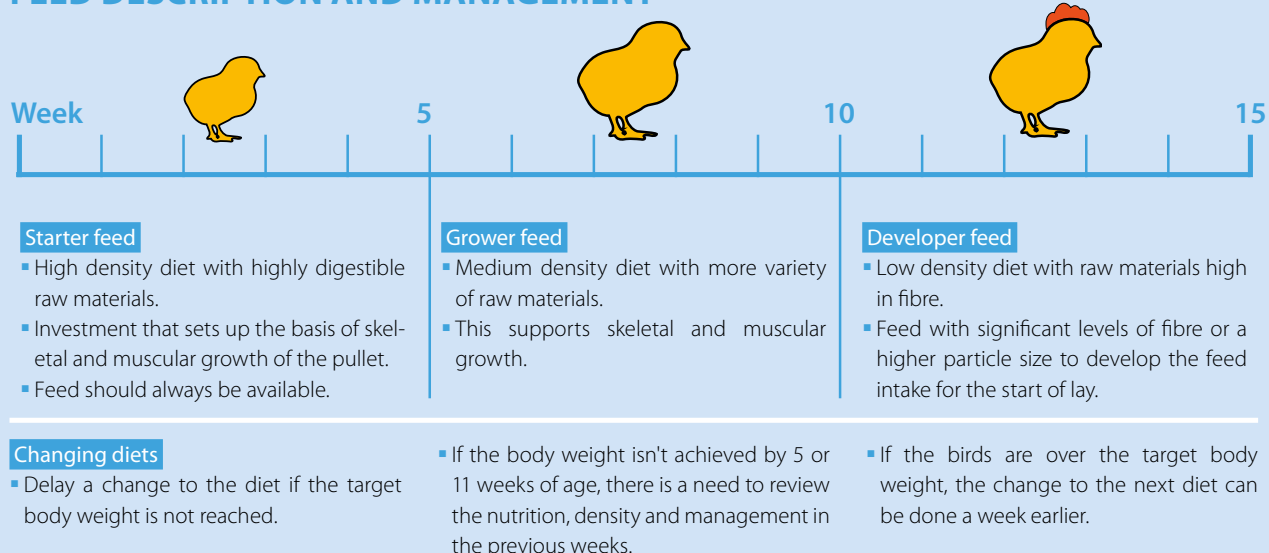 FEED DESCRIPTION AND MANAGEMENT
Week 5 10 15
Starter feed
▪ High density diet with highly digestible
raw materials.
▪ Investment that sets up the basis of skel-
etal and muscular growth of the pullet.
▪ Feed should always be available.
Grower feed
▪ Medium density diet with more variety
of raw materials.
▪ This supports skeletal and muscular
growth.
Developer feed
▪ Low density diet with raw materials high
in fibre.
▪ Feed with significant levels of fibre or a
higher particle size to develop the feed
intake for the start of lay.
Changing diets
▪ Delay a change to the diet if the target
body weight is not reached.
▪ If the body weight isn't achieved by 5 or
11 weeks of age, there is a need to review
the nutrition, density and management in
the previous weeks.
▪ If the birds are over the target body
weight, the change to the next diet can
be done a week earlier.